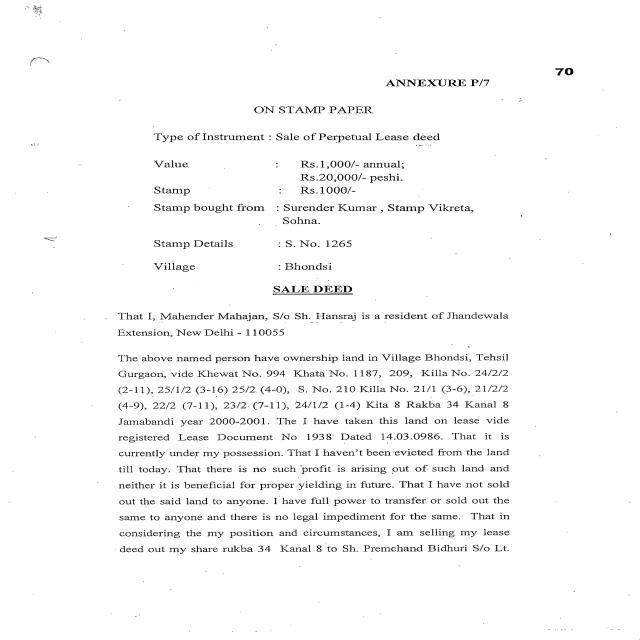 70
ANNEXURE P/7
ON STAMP PAPER
Type of Instrument : Sale of Perpetual Lease deed
Value : Rs.1,000/- annual;
Rs.20,000/- peshi.
Stamp : Rs.1000/-
Stamp bought from : Surender Kumar , Stamp Vikreta,
Sohna.
Stamp Details : S. No. 1265
Village : Bhondsi
SALE DEED
That I, Mahender Mahajan, S/o Sh. Hansraj is a resident of Jhandewala
Extension, New Delhi - 110055
The above named person have ownership land in Village Bhondsi, Tehsil
Gurgaon, vide Khewat No. 994 Khata No. 1187, 209, Killa No. 24/2/2
(2-11), 25/1/2 (3-16) 25/2 (4-0), S. No. 210 Killa No. 21/1 (3-6), 21/2/2
(4-9), 22/2 (7-11), 23/2 (7-11), 24/1/2 (1-4) Kita 8 Rakba 34 Kanal 8
Jamabandi year 2000-2001. The I have taken this land on lease vide
registered Lease Document No 1938 Dated 14.03.0986. That it is
currently under my possession. That I haven't been evicted from the land
till today. That there is no such profit is arising out of such land and
neither it is beneficial for proper yielding in future. That I have not sold
out the said land to anyone. I have full power to transfer or sold out the
same to anyone and there is no legal impediment for the same. That in
considering the my position and circumstances, I am selling my lease
deed out my share rukba 34 Kanal 8 to Sh. Premchand Bidhuri S/o Lt.